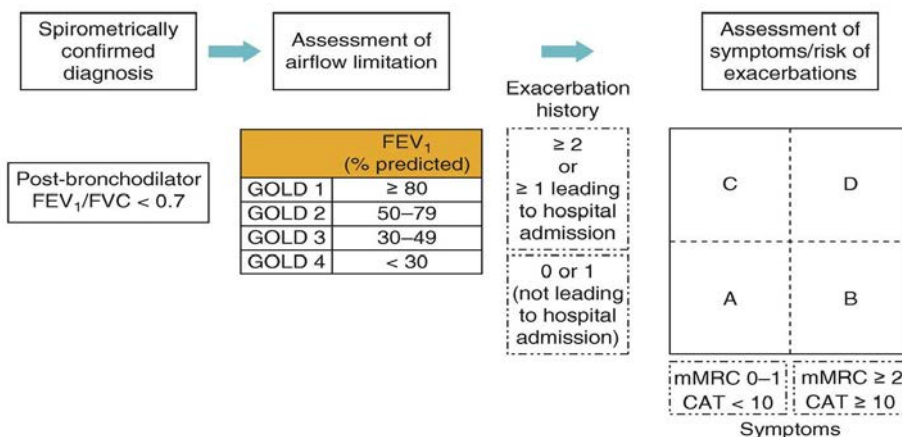 Spirometrically
confirmed
diagnosis
Assessment of
airflow limitation
Assessment of
symptoms/risk of
exacerbations
Post-bronchodilator
FEV₁/FVC < 0.7
FEV₁
(% predicted)
GOLD 1 ≥ 80
GOLD 2 50–79
GOLD 3 30–49
GOLD 4 < 30
Exacerbation
history
≥ 2
or
≥ 1 leading
to hospital
admission
0 or 1
(not leading
to hospital
admission)
C D
A B
mMRC 0–1
CAT < 10
mMRC ≥ 2
CAT ≥ 10
Symptoms